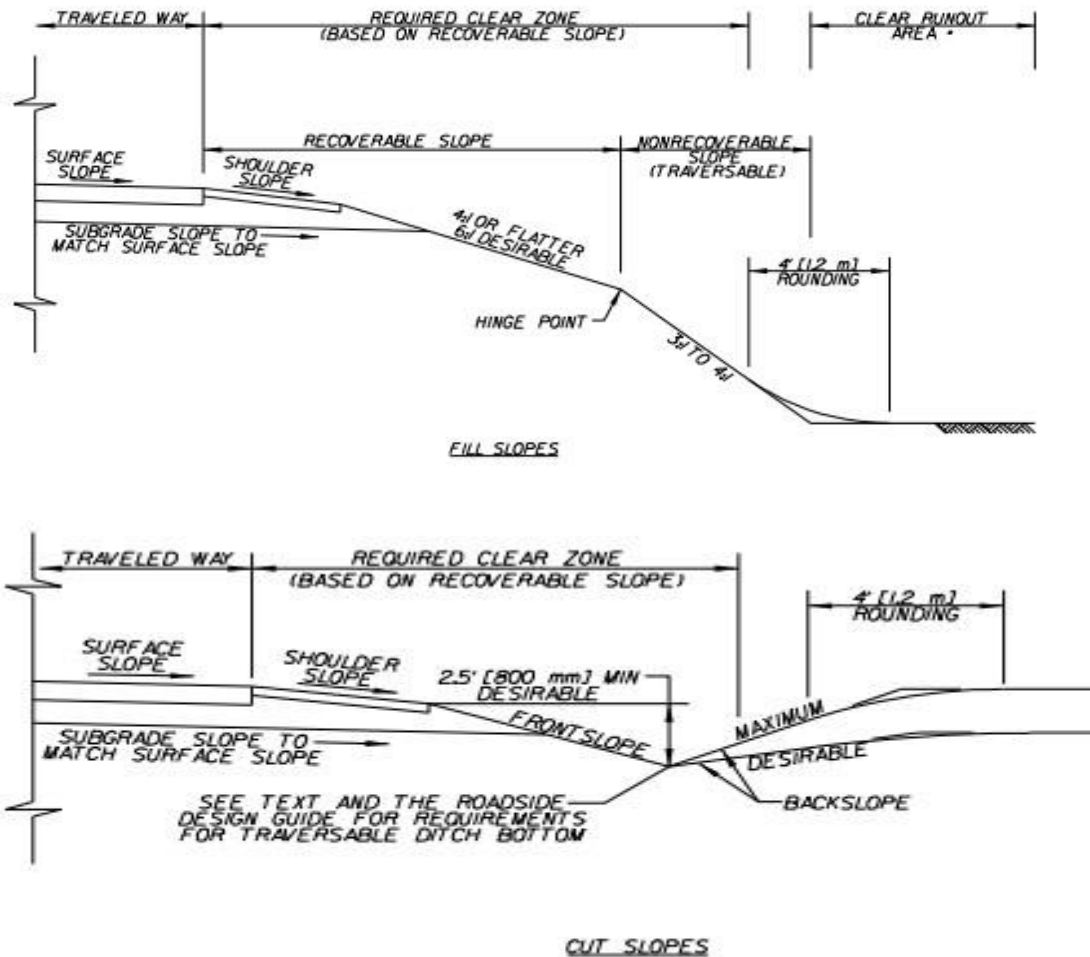 TRAVELED WAY
REQUIRED CLEAR ZONE
(BASED ON RECOVERABLE SLOPE)
CLEAR RUNOUT
AREA *
RECOVERABLE SLOPE
NONRECOVERABLE
SLOPE
(TRAVERSABLE)
SURFACE
SLOPE
SHOULDER
SLOPE
SUBGRADE SLOPE TO
MATCH SURFACE SLOPE
4:1 OR FLATTER
6:1 DESIRABLE
4' [1.2 m]
ROUNDING
HINGE POINT
3:1 TO 4:1
FILL SLOPES
TRAVELED WAY
REQUIRED CLEAR ZONE
(BASED ON RECOVERABLE SLOPE)
4' [1.2 m]
ROUNDING
SURFACE
SLOPE
SHOULDER
SLOPE
2.5' [800 mm] MIN
DESIRABLE
SUBGRADE SLOPE TO
MATCH SURFACE SLOPE
FRONTSLOPE
MAXIMUM
DESIRABLE
BACKSLOPE
SEE TEXT AND THE ROADSIDE
DESIGN GUIDE FOR REQUIREMENTS
FOR TRAVERSABLE DITCH BOTTOM
CUT SLOPES